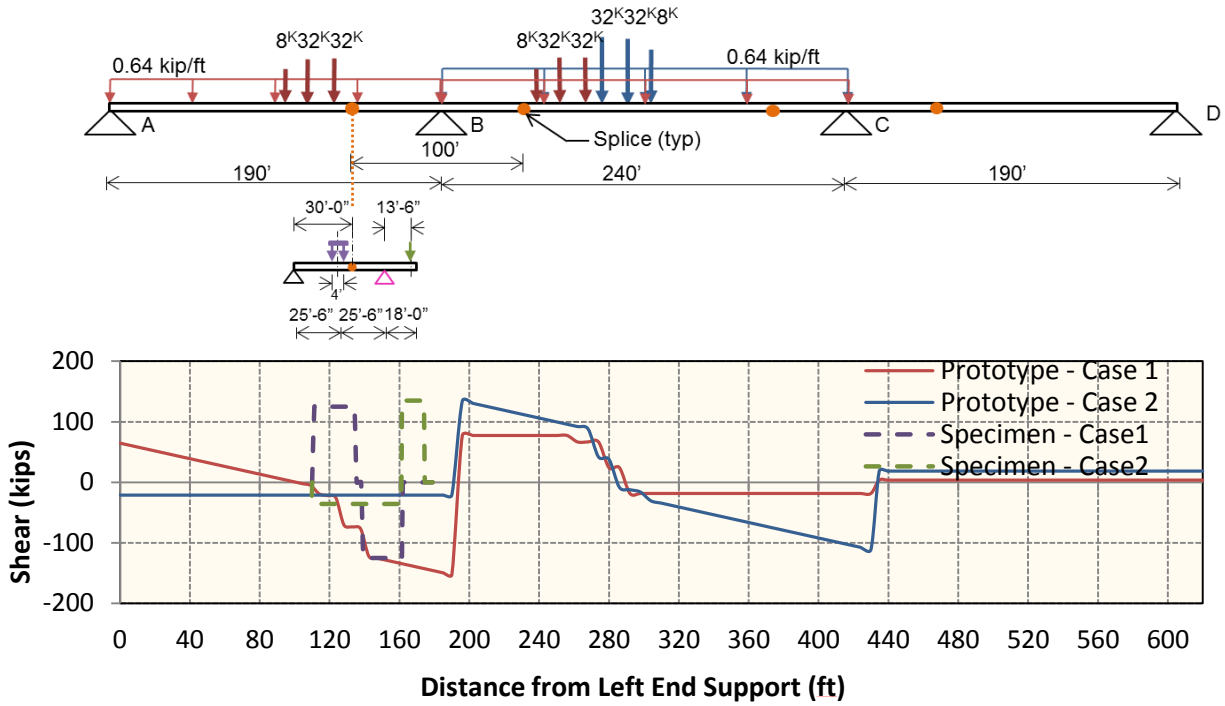 32ᴷ32ᴷ8ᴷ
8ᴷ32ᴷ32ᴷ 8ᴷ32ᴷ32ᴷ
0.64 kip/ft 0.64 kip/ft
A B C D
Splice (typ)
100'
190' 240' 190'
30'-0" 13'-6"
4'
25'-6" 25'-6" 18'-0"
200
Prototype - Case 1
Prototype - Case 2
100
Specimen - Case1
Specimen - Case2
0
-100
-200
Shear (kips)
0 40 80 120 160 200 240 280 320 360 400 440 480 520 560 600
Distance from Left End Support (ft)